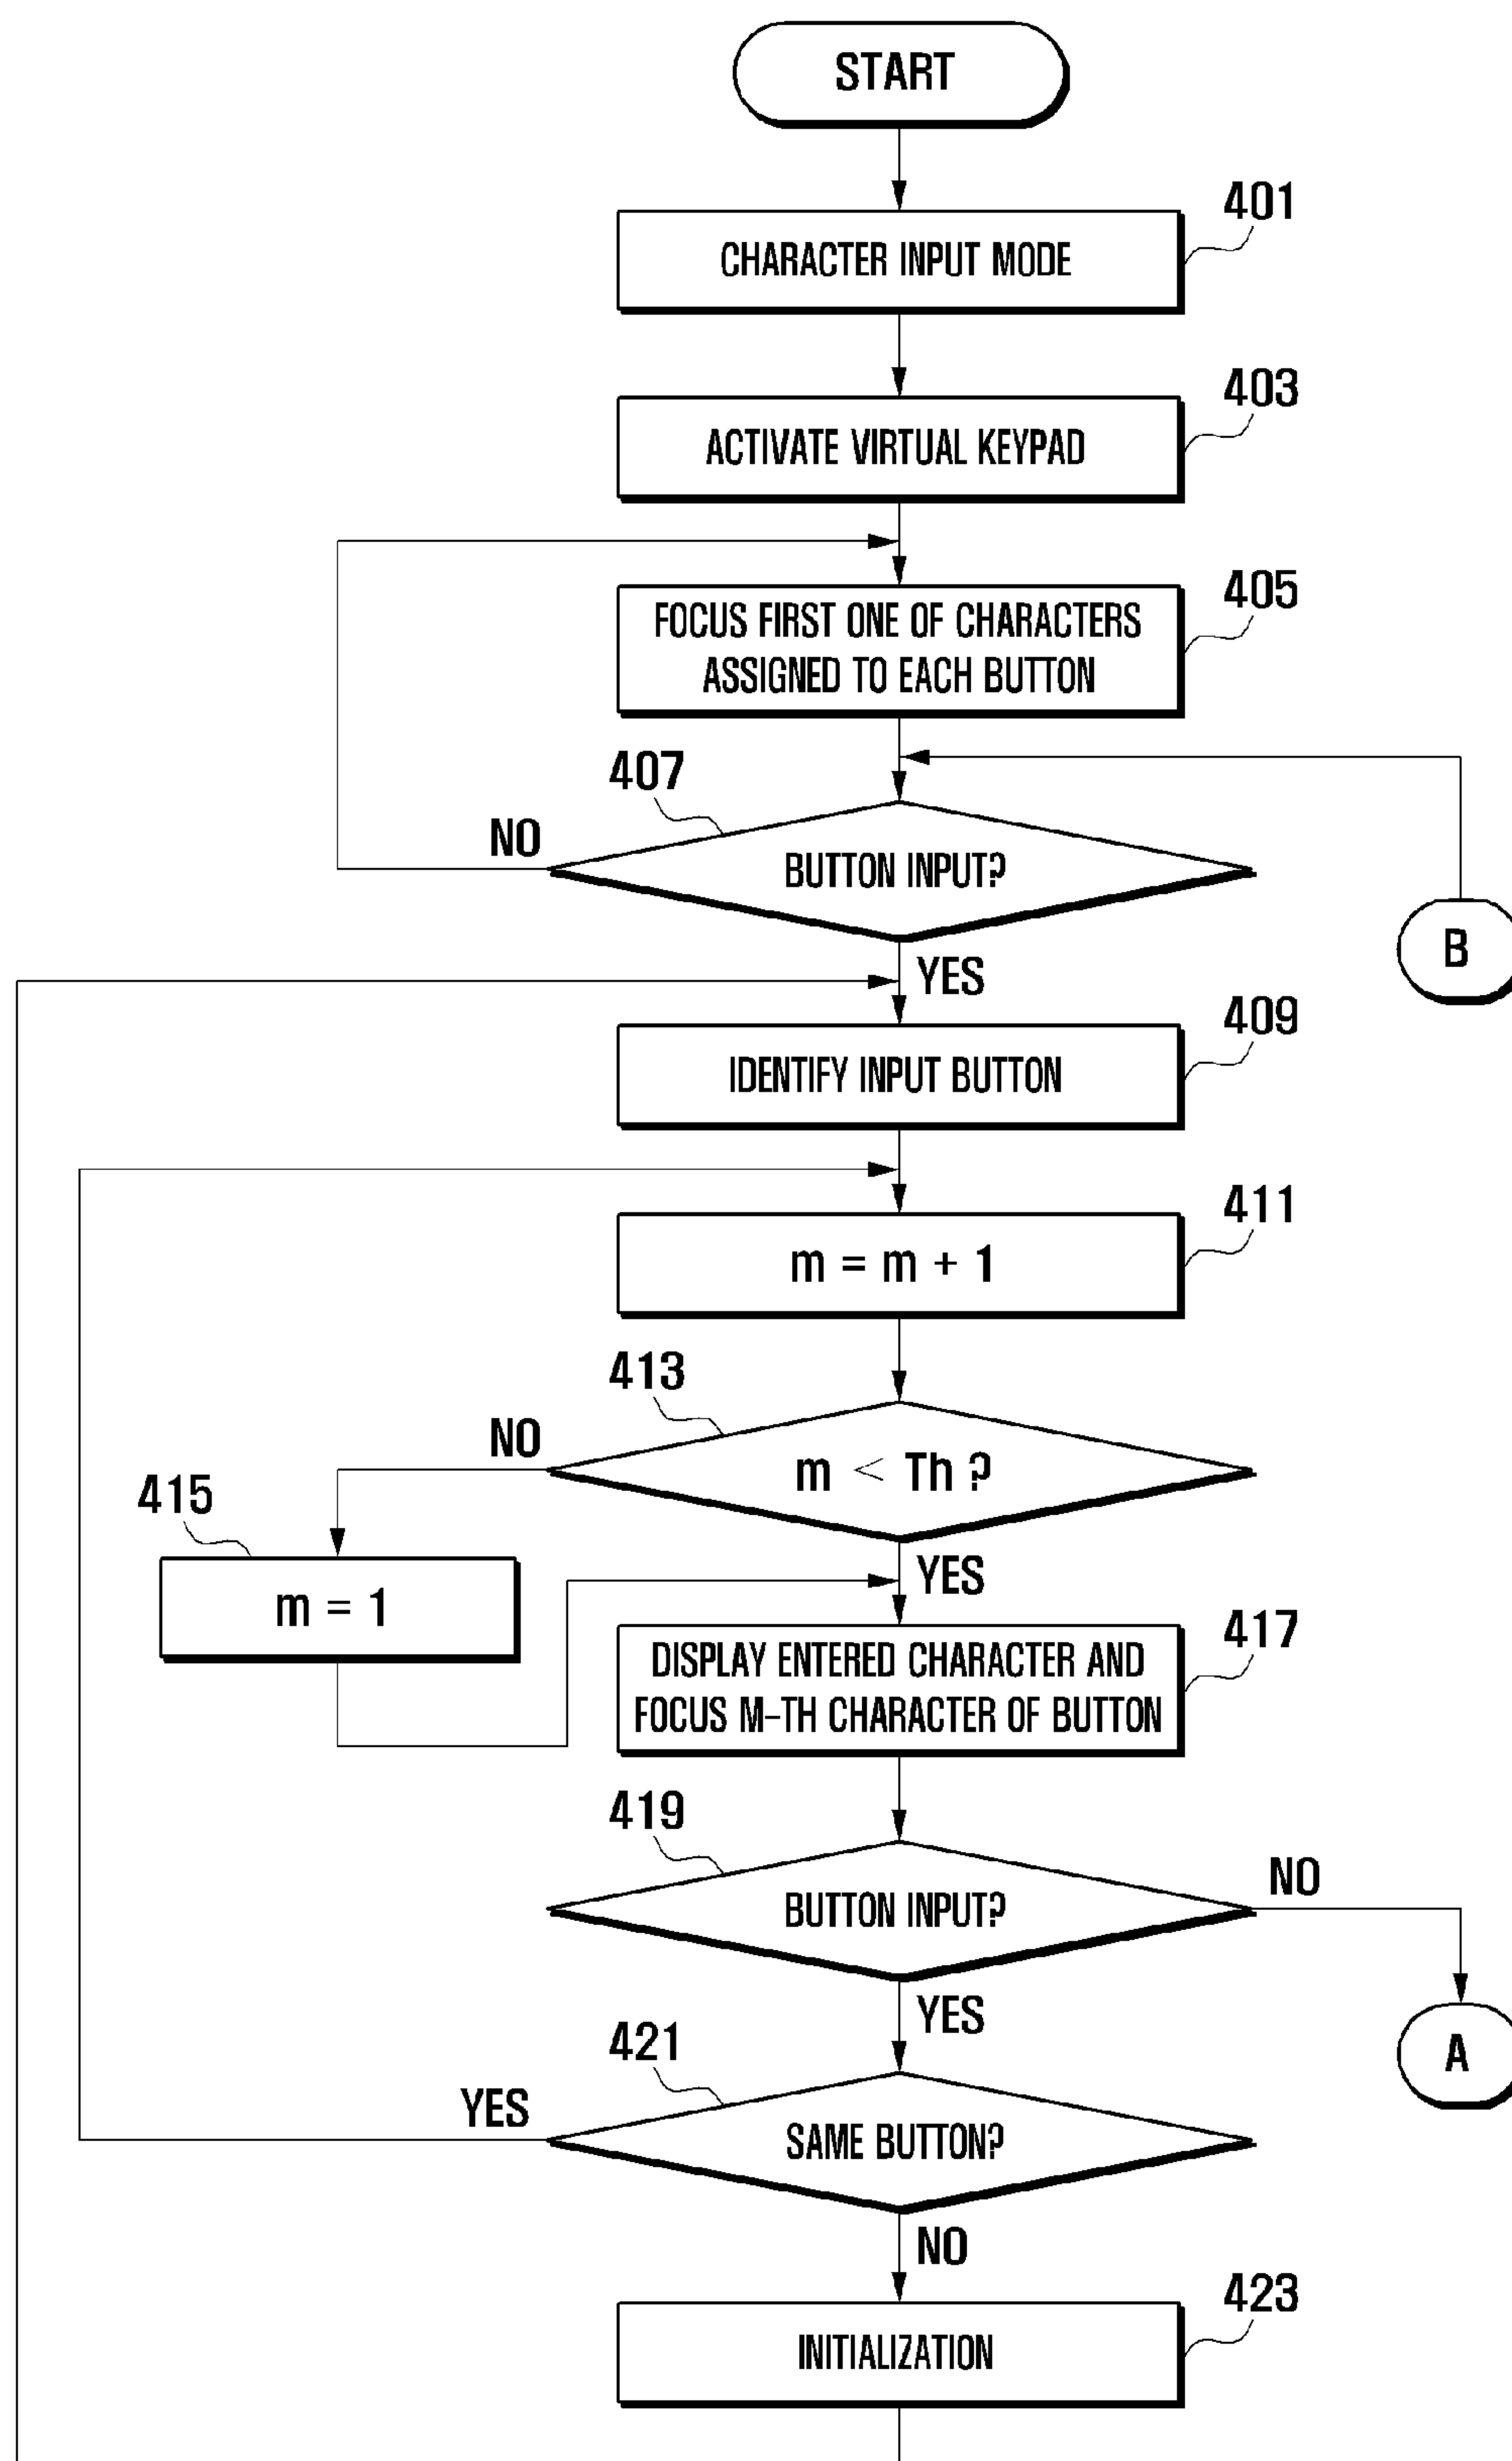 START
401
CHARACTER INPUT MODE
403
ACTIVATE VIRTUAL KEYPAD
405
FOCUS FIRST ONE OF CHARACTERS
ASSIGNED TO EACH BUTTON
407
NO
BUTTON INPUT?
B
YES
409
IDENTIFY INPUT BUTTON
411
m = m + 1
413
NO
m < Th ?
415
YES
m = 1
417
DISPLAY ENTERED CHARACTER AND
FOCUS M-TH CHARACTER OF BUTTON
419
NO
BUTTON INPUT?
YES
421
A
YES
SAME BUTTON?
NO
423
INITIALIZATION